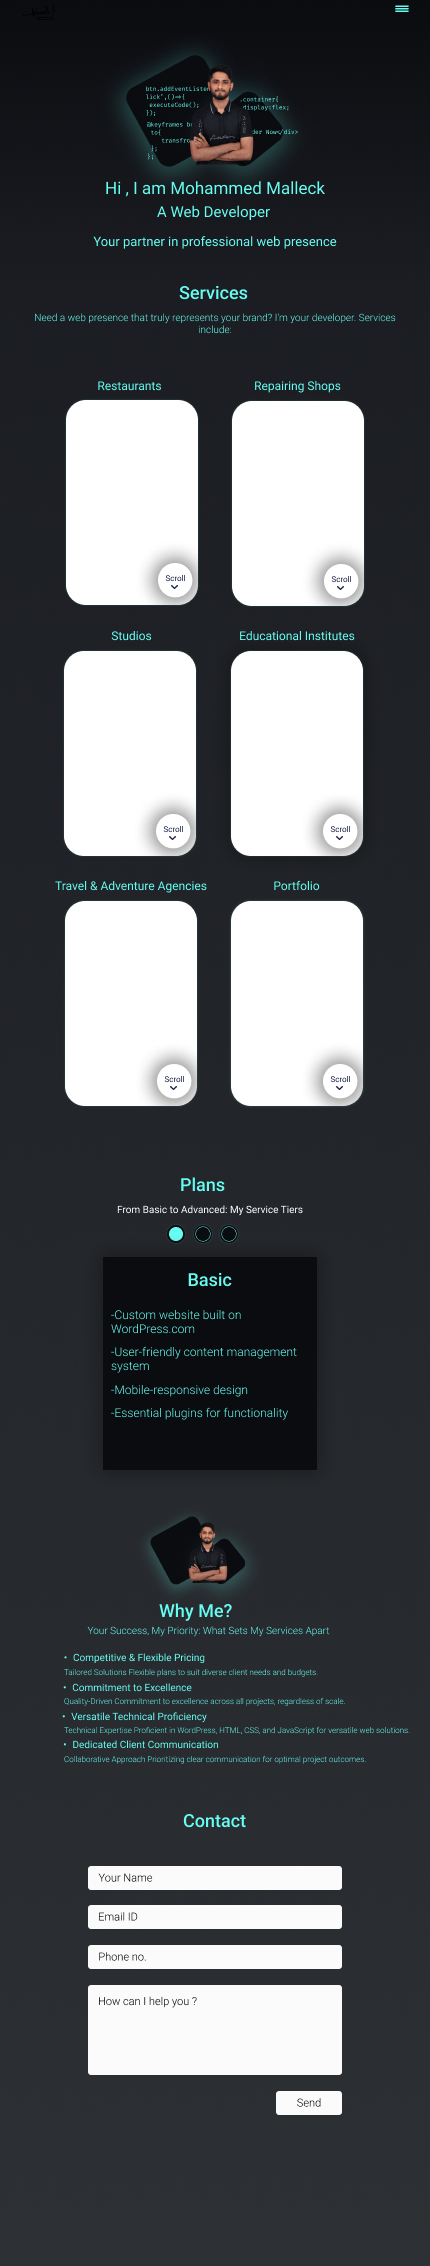 btn.addEventListen
lick",()=>{
executeCode();
});
@keyframes b
to{
transfro
};
};
.container{
display:flex;
der Now</div>
Hi , I am Mohammed Malleck
A Web Developer
Your partner in professional web presence
Services
Need a web presence that truly represents your brand? I'm your developer. Services
include:
Restaurants
Repairing Shops
Scroll
Scroll
Studios
Educational Institutes
Scroll
Scroll
Travel & Adventure Agencies
Portfolio
Scroll
Scroll
Plans
From Basic to Advanced: My Service Tiers
Basic
-Custom website built on
WordPress.com
-User-friendly content management
system
-Mobile-responsive design
-Essential plugins for functionality
Why Me?
Your Success, My Priority: What Sets My Services Apart
• Competitive & Flexible Pricing
Tailored Solutions Flexible plans to suit diverse client needs and budgets.
• Commitment to Excellence
Quality-Driven Commitment to excellence across all projects, regardless of scale.
• Versatile Technical Proficiency
Technical Expertise Proficient in WordPress, HTML, CSS, and JavaScript for versatile web solutions.
• Dedicated Client Communication
Collaborative Approach Prioritizing clear communication for optimal project outcomes.
Contact
Your Name
Email ID
Phone no.
How can I help you ?
Send